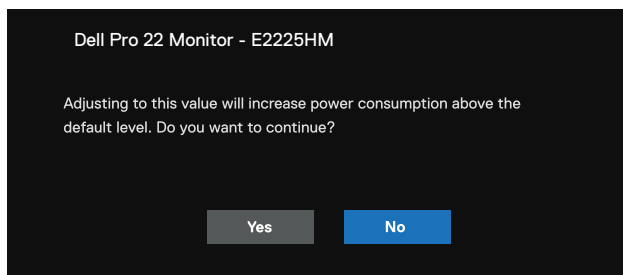 Dell Pro 22 Monitor - E2225HM
Adjusting to this value will increase power consumption above the
default level. Do you want to continue?
Yes
No